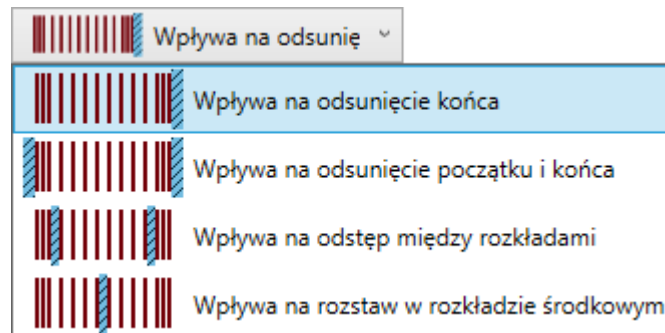 Wpływa na odsunię
Wpływa na odsunięcie końca
Wpływa na odsunięcie początku i końca
Wpływa na odstęp między rozkładami
Wpływa na rozstaw w rozkładzie środkowym